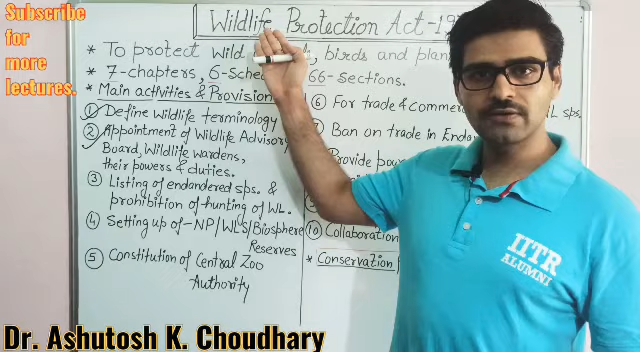 Subscribe
for
more
lectures.
Wildlife Protection Act-19
* To protect wild birds and plan
* 7-chapters, 6-sche 66-sections.
* Main activities & Provision
① Define Wildlife terminology
② Appointment of Wildlife Advisory
Board, Wildlife wardens,
their powers & duties.
③ Listing of endandered sps. &
prohibition of hunting of WL.
④ Setting up of-NP/WLS/Biosphere
Reserves
⑤ Constitution of Central Zoo
Authority
⑥ For trade & comme L sps.
Ban on trade in Endan
Provide pow
⑩ Collaboration
* Conservation
IITR
ALUMNI
Dr. Ashutosh K. Choudhary